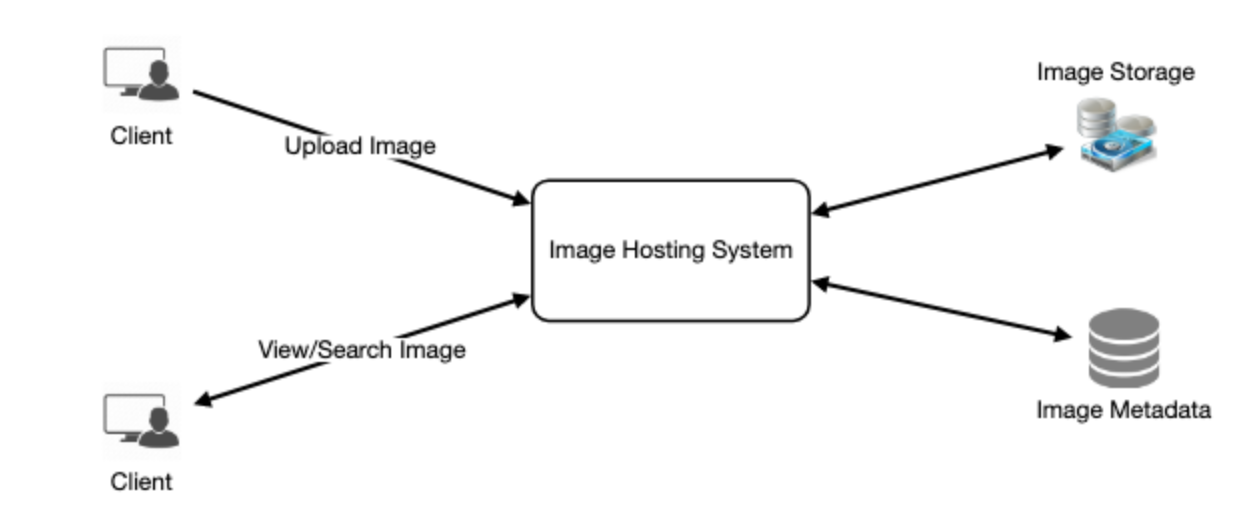 Client
Upload Image
Image Storage
Image Hosting System
View/Search Image
Client
Image Metadata